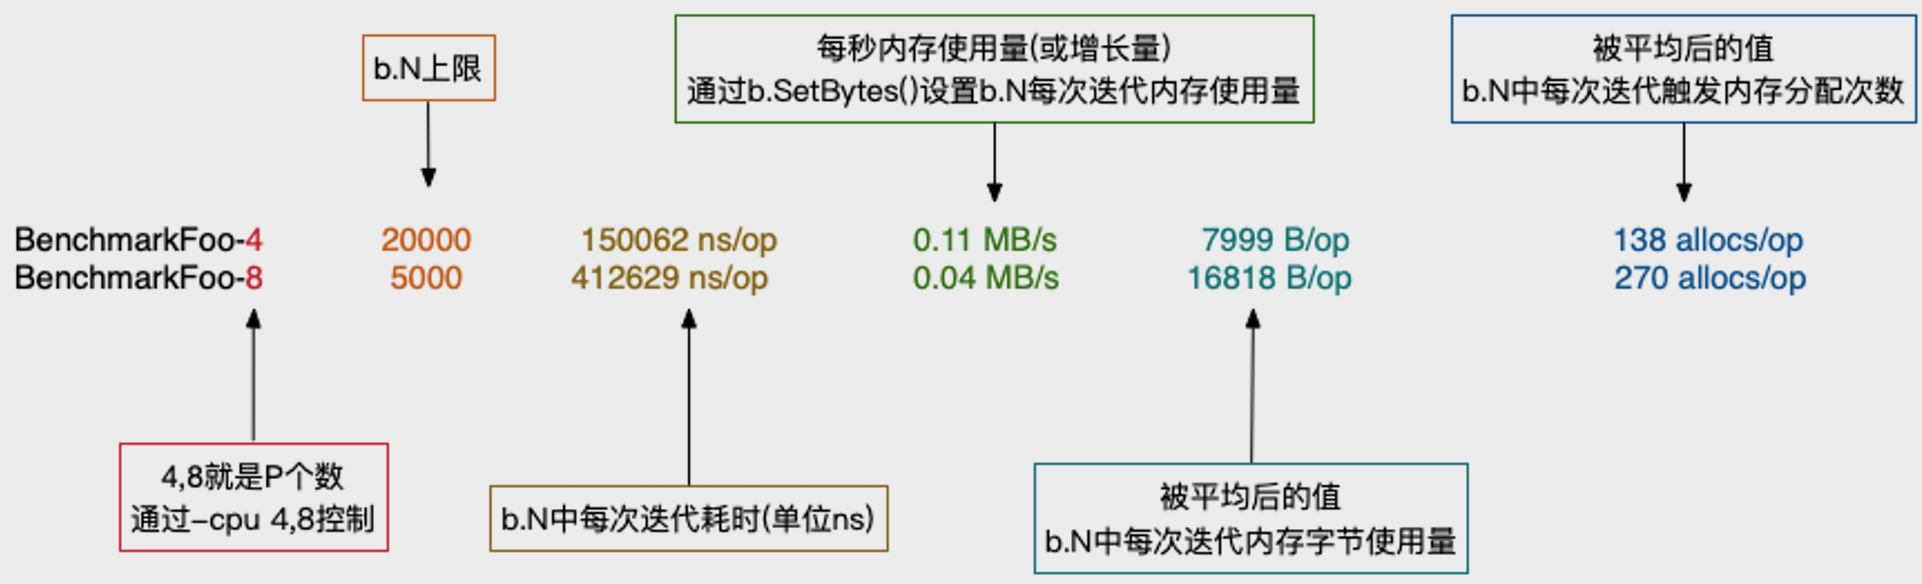 b.N上限
每秒内存使用量(或增长量)
通过b.SetBytes()设置b.N每次迭代内存使用量
被平均后的值
b.N中每次迭代触发内存分配次数
BenchmarkFoo-4 20000 150062 ns/op 0.11 MB/s 7999 B/op 138 allocs/op
BenchmarkFoo-8 5000 412629 ns/op 0.04 MB/s 16818 B/op 270 allocs/op
4,8就是P个数
通过-cpu 4,8控制
b.N中每次迭代耗时(单位ns)
被平均后的值
b.N中每次迭代内存字节使用量